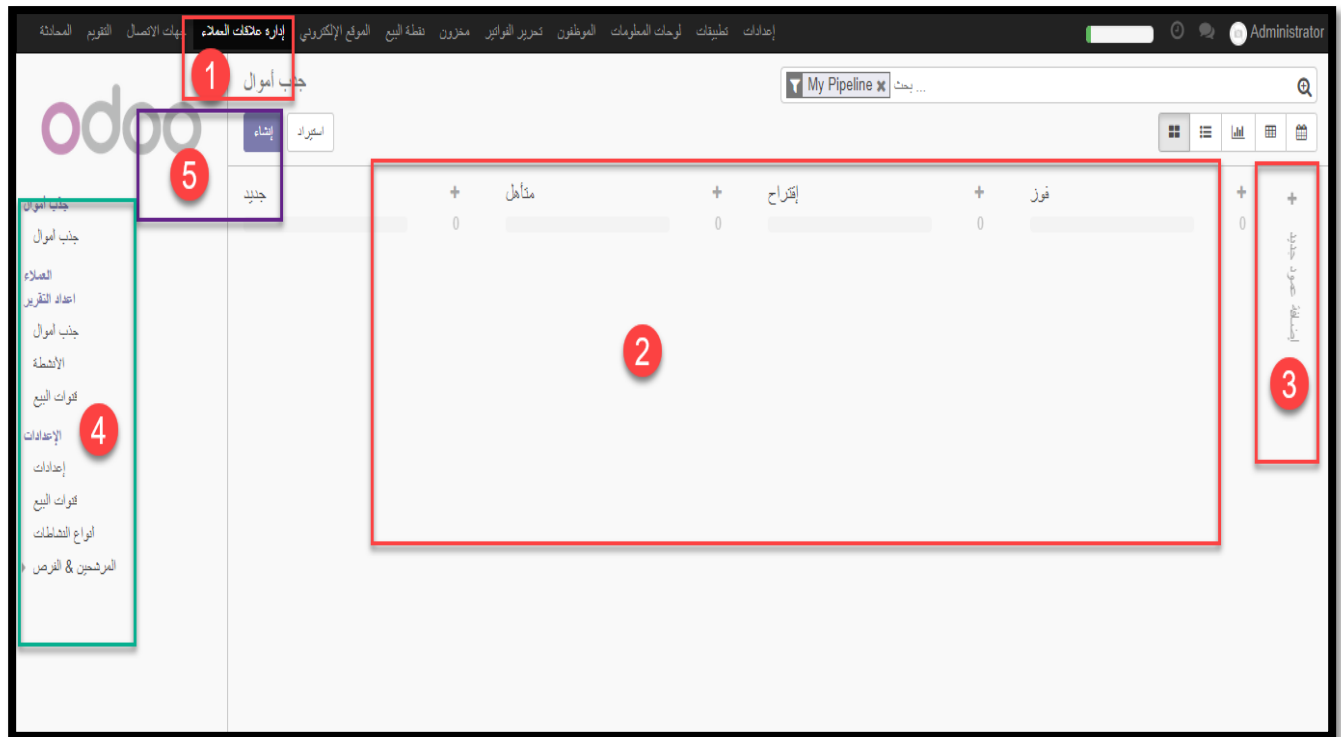 المحادثة التقويم جهات الاتصال إدارة علاقات العملاء الموقع الإلكتروني نقطة البيع مخزون تحرير الفواتير الموظفون لوحات المعلومات تطبيقات إعدادات Administrator
1
جذب أموال
My Pipeline
بحث ...
odoo
إنشاء
استيراد
5
جديد
متأهل
إقتراح
فوز
0
0
0
0
إضافة عمود جديد
جذب أموال
جذب أموال
العملاء
اعداد التقرير
جذب أموال
الأنشطة
قنوات البيع
الإعدادات
إعدادات
قنوات البيع
أنواع النشاطات
المرشحين & الفرص
2
3
4